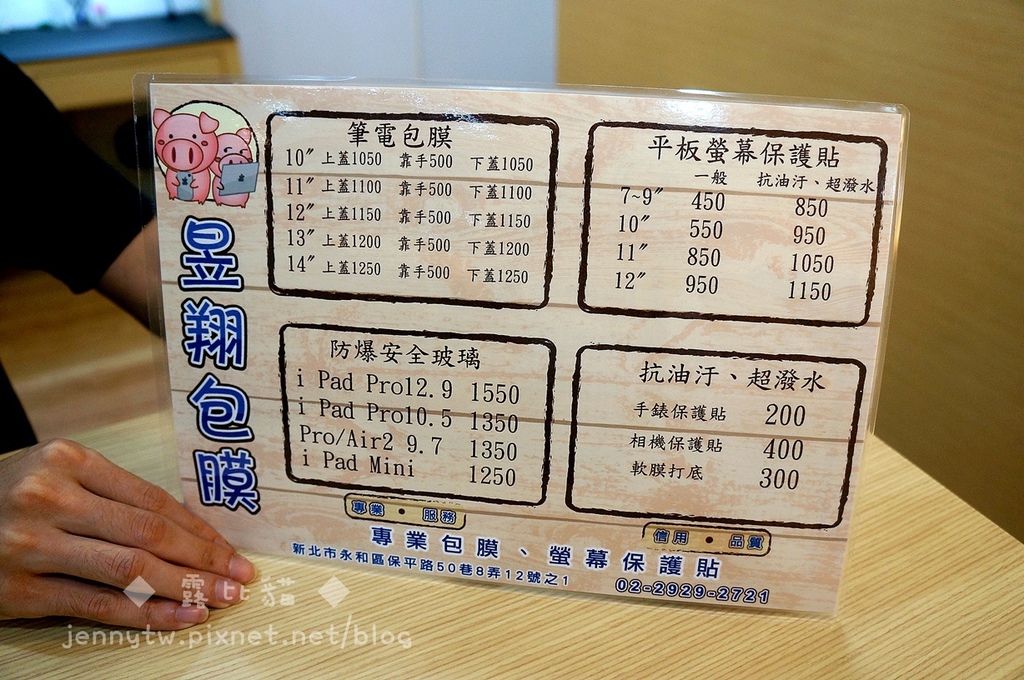 昱翔包膜
筆電包膜
10" 上蓋1050 靠手500 下蓋1050
11" 上蓋1100 靠手500 下蓋1100
12" 上蓋1150 靠手500 下蓋1150
13" 上蓋1200 靠手500 下蓋1200
14" 上蓋1250 靠手500 下蓋1250
平板螢幕保護貼
一般 抗油汙、超潑水
7~9" 450 850
10" 550 950
11" 850 1050
12" 950 1150
防爆安全玻璃
i Pad Pro12.9 1550
i Pad Pro10.5 1350
Pro/Air2 9.7 1350
i Pad Mini 1250
抗油汙、超潑水
手錶保護貼 200
相機保護貼 400
軟膜打底 300
專業・服務
信用・品質
專業包膜、螢幕保護貼
新北市永和區保平路50巷8弄12號之1
02-2929-2721
◆露比貓◆
jennytw.pixnet.net/blog